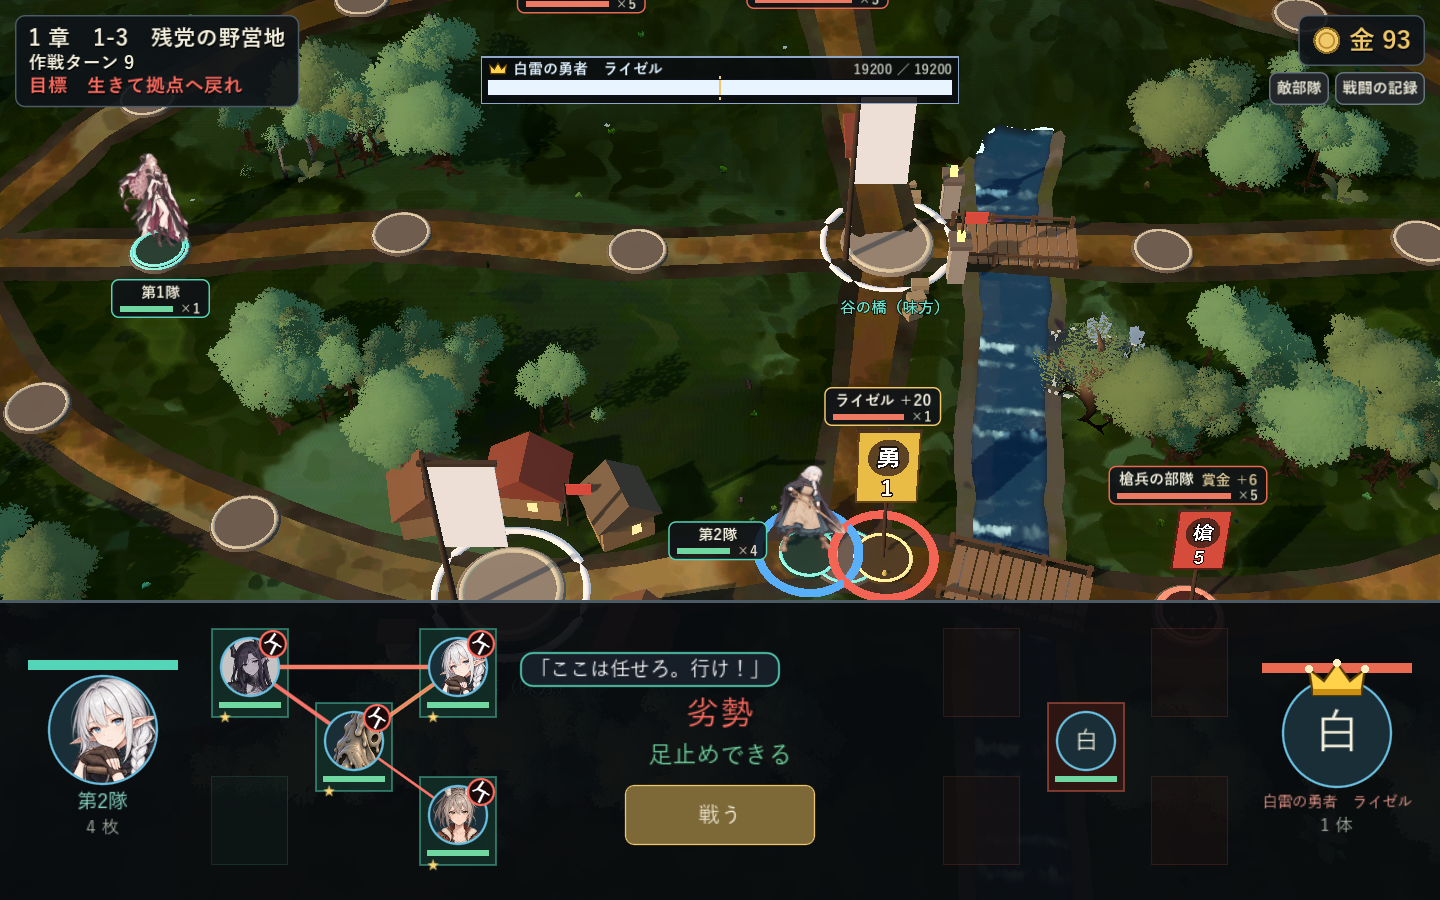 1 章　1-3　残党の野営地
作戦ターン 9
目標　生きて拠点へ戻れ
×5
×5
白雷の勇者　ライゼル
19200 ／ 19200
金 93
敵部隊
戦闘の記録
第1隊
×1
谷の橋（味方）
ライゼル +20
×1
勇
1
第2隊
×4
槍兵の部隊 賞金 +6
×5
槍
5
「ここは任せろ。行け！」
劣勢
足止めできる
戦う
第2隊
4 枚
白
白
白雷の勇者　ライゼル
1 体